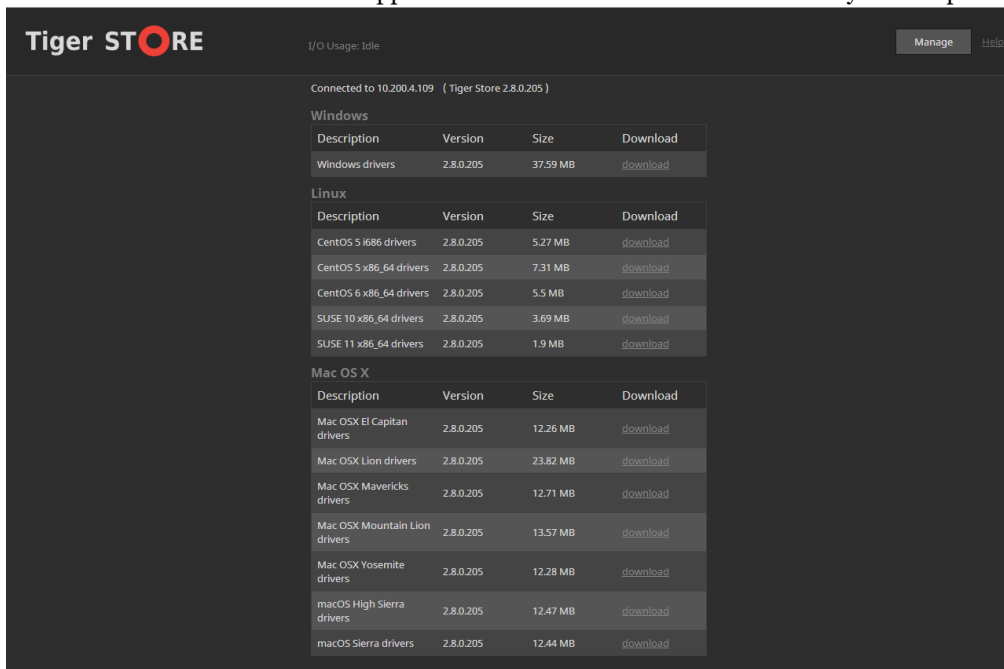 Tiger STORE
I/O Usage: Idle
Manage
Help
Connected to 10.200.4.109 ( Tiger Store 2.8.0.205 )
Windows
Description Version Size Download
Windows drivers 2.8.0.205 37.59 MB download
Linux
Description Version Size Download
CentOS 5 i686 drivers 2.8.0.205 5.27 MB download
CentOS 5 x86_64 drivers 2.8.0.205 7.31 MB download
CentOS 6 x86_64 drivers 2.8.0.205 5.5 MB download
SUSE 10 x86_64 drivers 2.8.0.205 3.69 MB download
SUSE 11 x86_64 drivers 2.8.0.205 1.9 MB download
Mac OS X
Description Version Size Download
Mac OSX El Capitan
drivers 2.8.0.205 12.26 MB download
Mac OSX Lion drivers 2.8.0.205 23.82 MB download
Mac OSX Mavericks
drivers 2.8.0.205 12.71 MB download
Mac OSX Mountain Lion
drivers 2.8.0.205 13.57 MB download
Mac OSX Yosemite
drivers 2.8.0.205 12.28 MB download
macOS High Sierra
drivers 2.8.0.205 12.47 MB download
macOS Sierra drivers 2.8.0.205 12.44 MB download